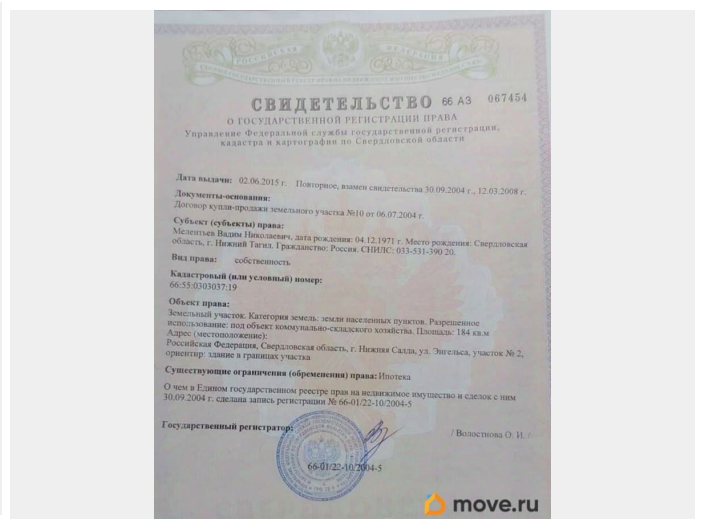 РОССИЙСКАЯ ФЕДЕРАЦИЯ
СВИДЕТЕЛЬСТВО 66 АЗ 067454
О ГОСУДАРСТВЕННОЙ РЕГИСТРАЦИИ ПРАВА
Управление Федеральной службы государственной регистрации,
кадастра и картографии по Свердловской области
Дата выдачи: 02.06.2015 г. Повторное, взамен свидетельства 30.09.2004 г., 12.03.2008 г.
Документы-основания:
Договор купли-продажи земельного участка №10 от 06.07.2004 г.
Субъект (субъекты) права:
Мелентьев Вадим Николаевич, дата рождения: 04.12.1971 г. Место рождения: Свердловская
область, г. Нижний Тагил. Гражданство: Россия. СНИЛС: 033-531-390 20.
Вид права: собственность
Кадастровый (или условный) номер:
66:55:0303037:19
Объект права:
Земельный участок. Категория земель: земли населенных пунктов. Разрешенное
использование: под объект коммунально-складского хозяйства. Площадь: 184 кв.м
Адрес (местоположение):
Российская Федерация, Свердловская область, г. Нижняя Салда, ул. Энгельса, участок № 2,
ориентир: здание в границах участка
Существующие ограничения (обременения) права: Ипотека
О чем в Едином государственном реестре прав на недвижимое имущество и сделок с ним
30.09.2004 г. сделана запись регистрации № 66-01/22-10/2004-5
Государственный регистратор: / Волостнова О. И. /
66-01/22-10/2004-5
move.ru